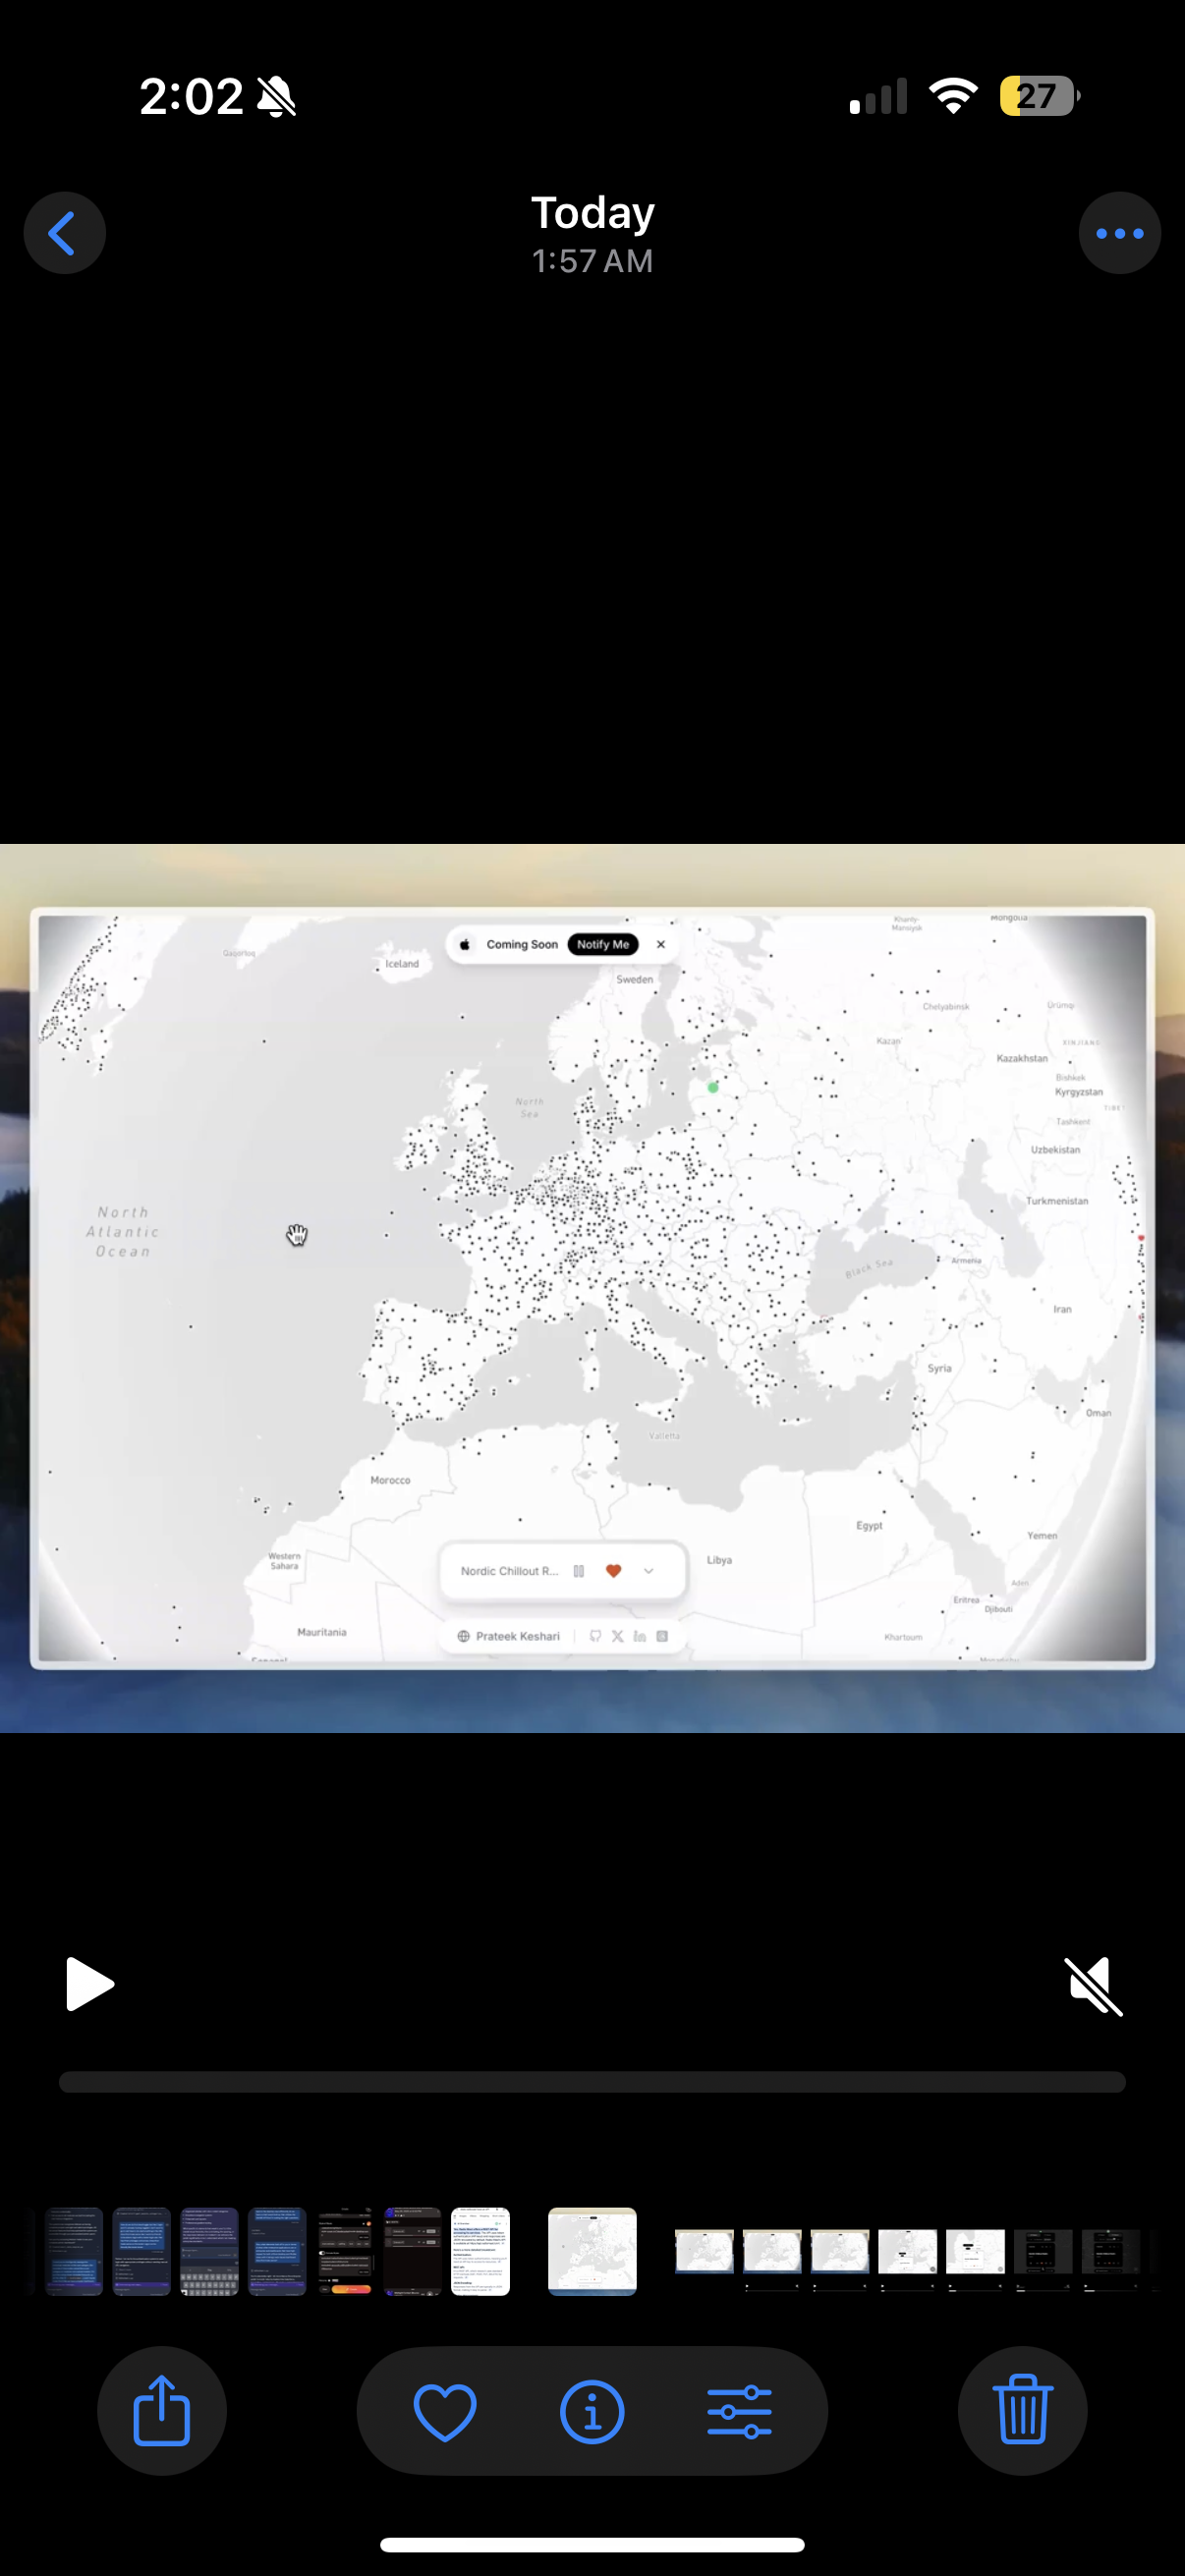 2:02
27
Today
1:57 AM
Coming Soon Notify Me
Khanty-
Mansiysk
Mongolia
Qaqortoq
Iceland
Sweden
Chelyabinsk
Ürümqi
Kazan
XINJIANG
Kazakhstan
Bishkek
Kyrgyzstan
TIBET
North
Sea
Tashkent
Uzbekistan
Turkmenistan
North
Atlantic
Ocean
Black Sea
Armenia
Iran
Syria
Oman
Valletta
Morocco
Egypt
Yemen
Western
Sahara
Nordic Chillout R...
Libya
Aden
Eritrea
Djibouti
Mauritania
Prateek Keshari
Khartoum